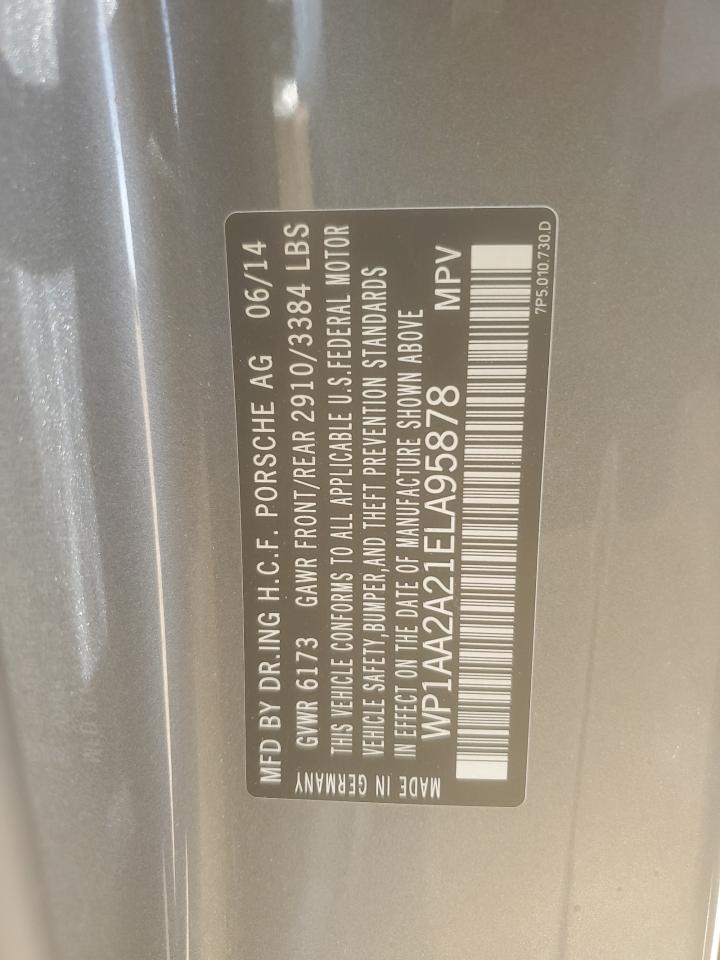 MFD BY DR.ING H.C.F. PORSCHE AG 06/14
GVWR 6173 GAWR FRONT/REAR 2910/3384 LBS
THIS VEHICLE CONFORMS TO ALL APPLICABLE U.S.FEDERAL MOTOR
VEHICLE SAFETY,BUMPER,AND THEFT PREVENTION STANDARDS
IN EFFECT ON THE DATE OF MANUFACTURE SHOWN ABOVE
WP1AA2A21ELA95878 MPV
MADE IN GERMANY
7P5.010.730.D